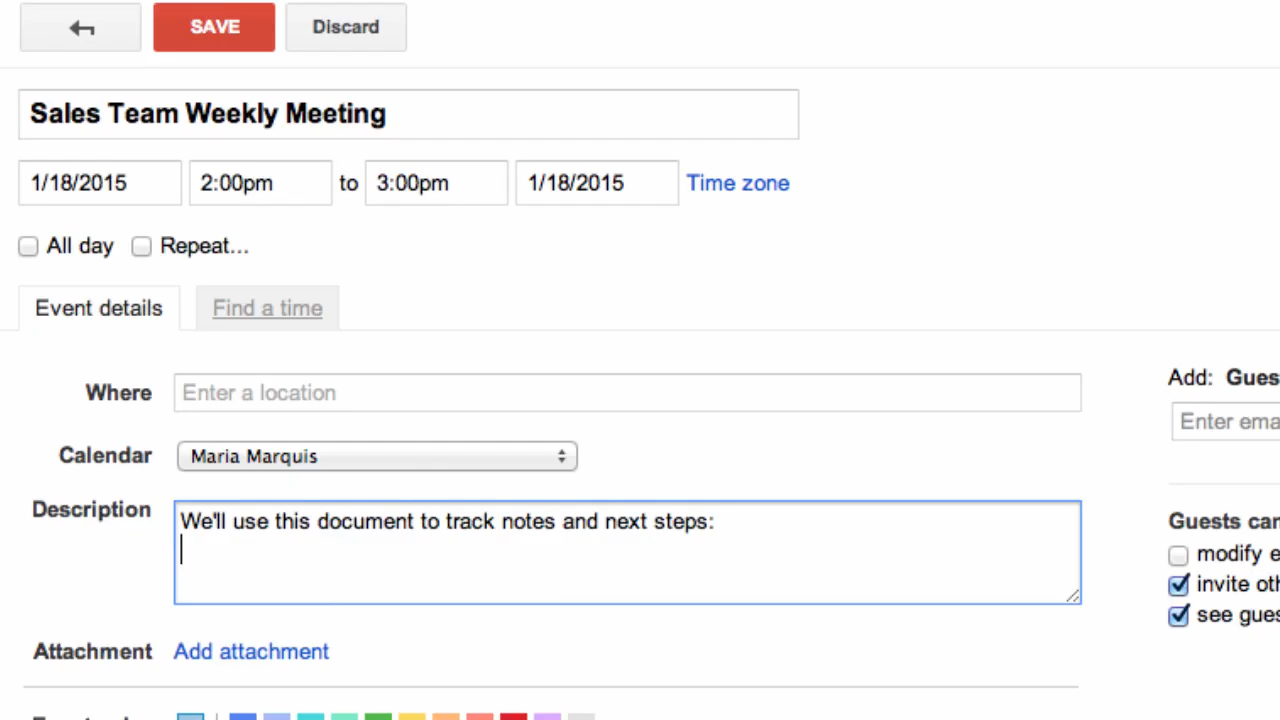 SAVE Discard
Sales Team Weekly Meeting
1/18/2015 2:00pm to 3:00pm 1/18/2015 Time zone
All day Repeat...
Event details Find a time
Where Enter a location
Calendar Maria Marquis
Description We'll use this document to track notes and next steps:
Attachment Add attachment
Add: Gues
Enter ema
Guests can
modify e
invite oth
see gues